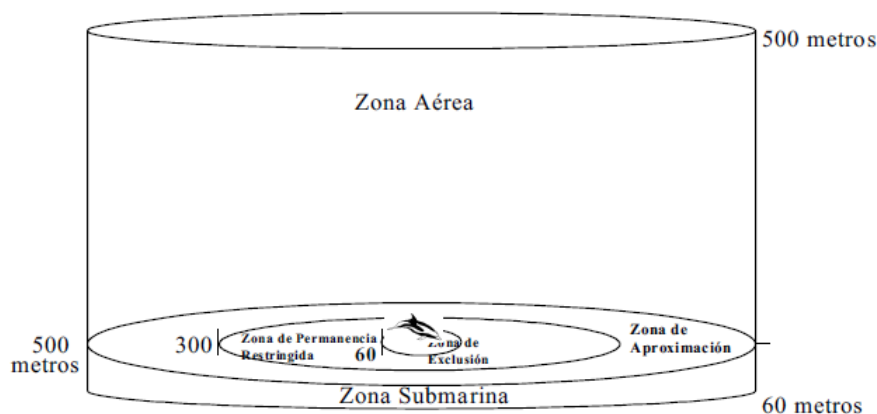 500 metros
Zona Aérea
500
metros
300
Zona de Permanencia
Restringida
60
Zona de
Exclusión
Zona de
Aproximación
Zona Submarina
60 metros